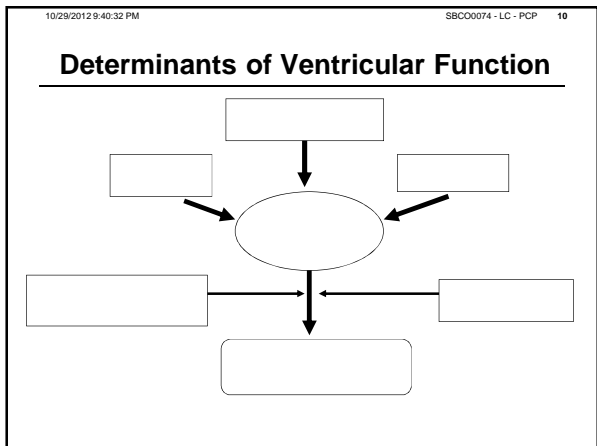 10/29/2012 9:40:32 PM SBCO0074 - LC - PCP 10
Determinants of Ventricular Function